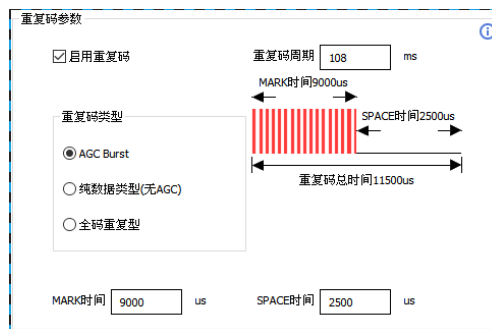 重复码参数
启用重复码
重复码周期 108 ms
MARK时间9000us
SPACE时间2500us
重复码总时间11500us
重复码类型
AGC Burst
纯数据类型(无AGC)
全码重复型
MARK时间 9000 us SPACE时间 2500 us